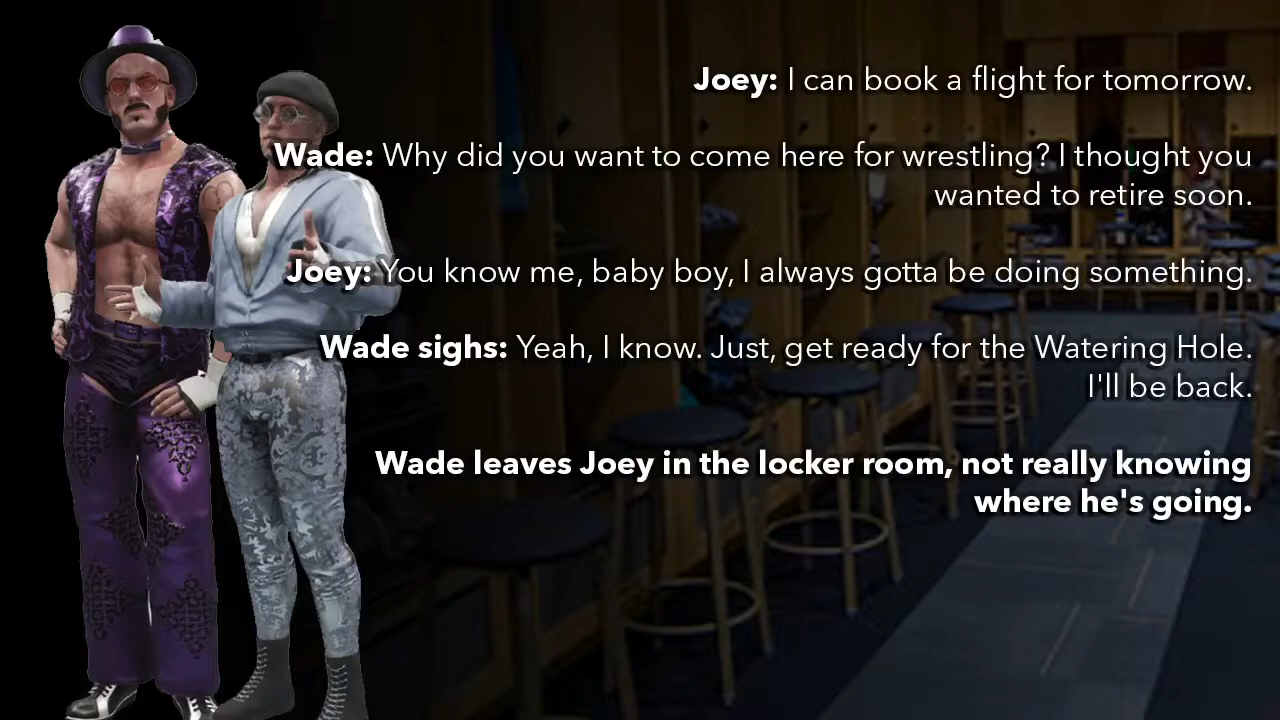 Joey: I can book a flight for tomorrow.
Wade: Why did you want to come here for wrestling? I thought you
wanted to retire soon.
Joey: You know me, baby boy, I always gotta be doing something.
Wade sighs: Yeah, I know. Just, get ready for the Watering Hole.
I'll be back.
Wade leaves Joey in the locker room, not really knowing
where he's going.